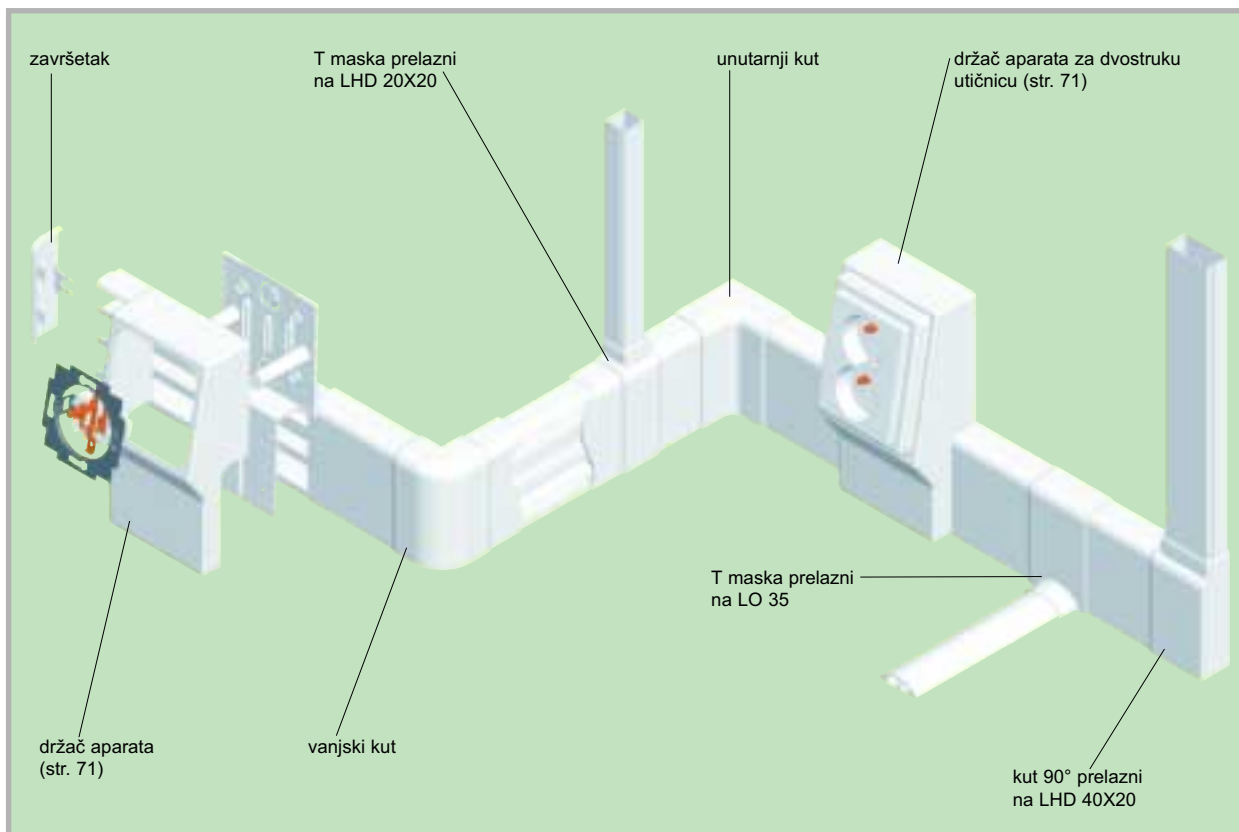 završetak
T maska prelazni
na LHD 20X20
unutarnji kut
držač aparata za dvostruku
utičnicu (str. 71)
T maska prelazni
na LO 35
držač aparata
(str. 71)
vanjski kut
kut 90° prelazni
na LHD 40X20